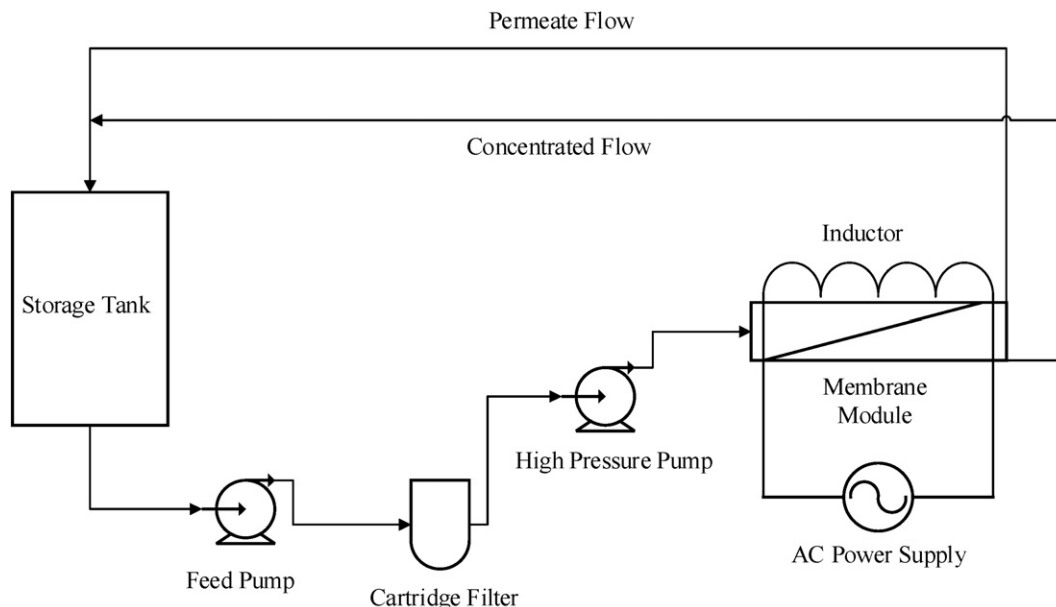 Permeate Flow
Concentrated Flow
Inductor
Storage Tank
Membrane
Module
High Pressure Pump
AC Power Supply
Feed Pump
Cartridge Filter